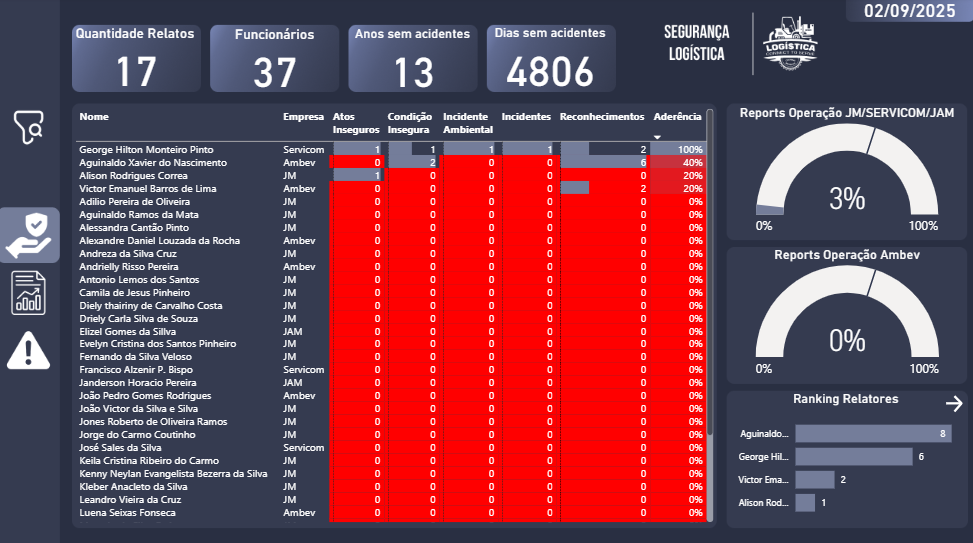 02/09/2025
Quantidade Relatos
17
Funcionários
37
Anos sem acidentes
13
Dias sem acidentes
4806
SEGURANÇA
LOGÍSTICA
LOGÍSTICA
CONNECT TO SERVE
Nome Empresa Atos Inseguros Condição Insegura Incidente Ambiental Incidentes Reconhecimentos Aderência
George Hilton Monteiro Pinto Servicom 1 1 1 1 2 100%
Aguinaldo Xavier do Nascimento Ambev 0 2 0 0 6 40%
Alison Rodrigues Correa JM 1 0 0 0 0 20%
Victor Emanuel Barros de Lima Ambev 0 0 0 0 2 20%
Adilio Pereira de Oliveira JM 0 0 0 0 0 0%
Aguinaldo Ramos da Mata JM 0 0 0 0 0 0%
Alessandra Cantão Pinto JM 0 0 0 0 0 0%
Alexandre Daniel Louzada da Rocha Ambev 0 0 0 0 0 0%
Andreza da Silva Cruz JM 0 0 0 0 0 0%
Andrielly Risso Pereira Ambev 0 0 0 0 0 0%
Antonio Lemos dos Santos JM 0 0 0 0 0 0%
Camila de Jesus Pinheiro JM 0 0 0 0 0 0%
Diely thairiny de Carvalho Costa JM 0 0 0 0 0 0%
Driely Carla Silva de Souza JM 0 0 0 0 0 0%
Elizel Gomes da Sillva JAM 0 0 0 0 0 0%
Evelyn Cristina dos Santos Pinheiro JM 0 0 0 0 0 0%
Fernando da Silva Veloso JM 0 0 0 0 0 0%
Francisco Alzenir P. Bispo Servicom 0 0 0 0 0 0%
Janderson Horacio Pereira JAM 0 0 0 0 0 0%
João Pedro Gomes Rodrigues Ambev 0 0 0 0 0 0%
João Victor da Silva e Silva JM 0 0 0 0 0 0%
Jones Roberto de Oliveira Ramos JM 0 0 0 0 0 0%
Jorge do Carmo Coutinho JM 0 0 0 0 0 0%
José Sales da Silva Servicom 0 0 0 0 0 0%
Keila Cristina Ribeiro do Carmo JM 0 0 0 0 0 0%
Kenny Neylan Evangelista Bezerra da Silva JM 0 0 0 0 0 0%
Kleber Anacleto da Silva JM 0 0 0 0 0 0%
Leandro Vieira da Cruz JM 0 0 0 0 0 0%
Luena Seixas Fonseca Ambev 0 0 0 0 0 0%
Reports Operação JM/SERVICOM/JAM
3%
0% 100%
Reports Operação Ambev
0%
0% 100%
Ranking Relatores
Aguinaldo... 8
George Hil... 6
Victor Ema... 2
Alison Rod... 1